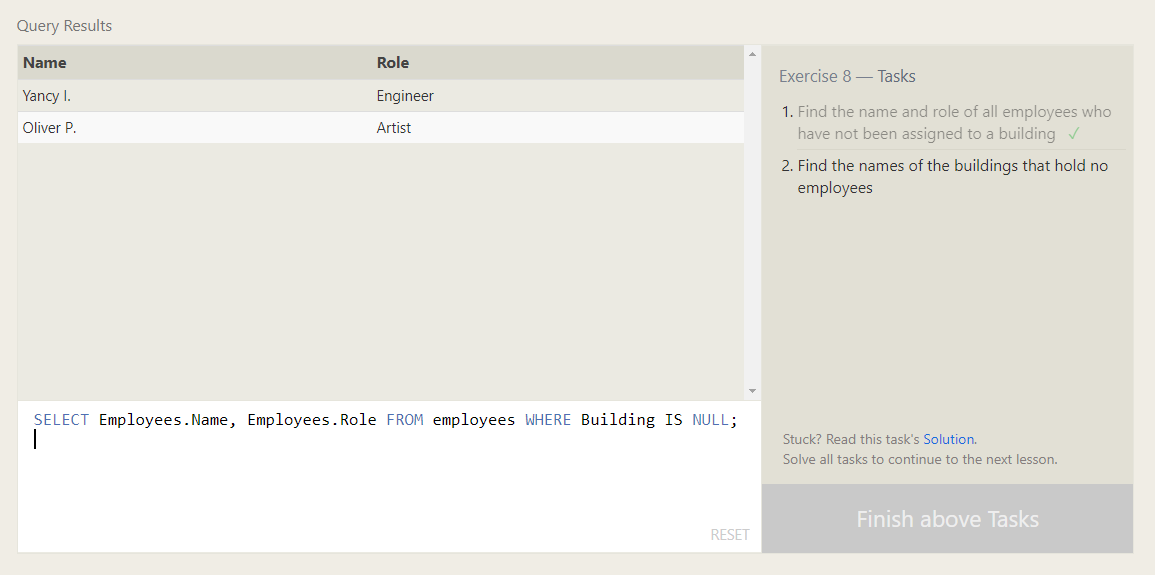 Query Results
Name Role
Yancy I. Engineer
Oliver P. Artist
SELECT Employees.Name, Employees.Role FROM employees WHERE Building IS NULL;
RESET
Exercise 8 — Tasks
1. Find the name and role of all employees who
have not been assigned to a building ✓
2. Find the names of the buildings that hold no
employees
Stuck? Read this task's Solution.
Solve all tasks to continue to the next lesson.
Finish above Tasks